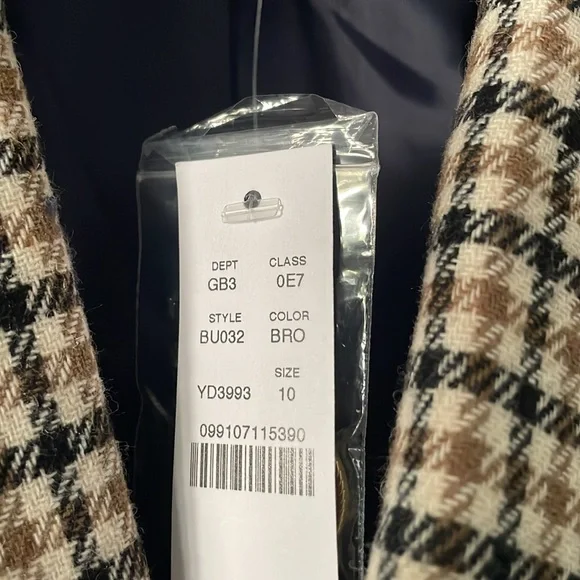 DEPT CLASS
GB3 0E7
STYLE COLOR
BU032 BRO
SIZE
YD3993 10
099107115390